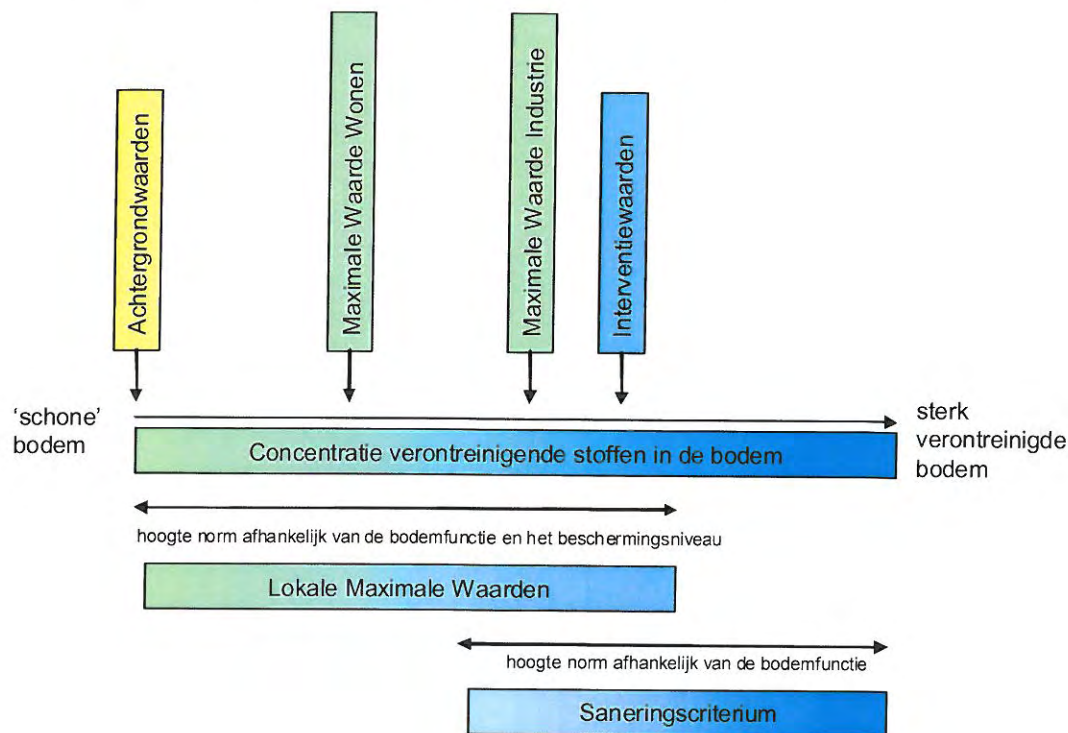 Achtergrondwaarden
Maximale Waarde Wonen
Maximale Waarde Industrie
Interventiewaarden
‘schone’
bodem
sterk
verontreinigde
bodem
Concentratie verontreinigende stoffen in de bodem
hoogte norm afhankelijk van de bodemfunctie en het beschermingsniveau
Lokale Maximale Waarden
hoogte norm afhankelijk van de bodemfunctie
Saneringscriterium